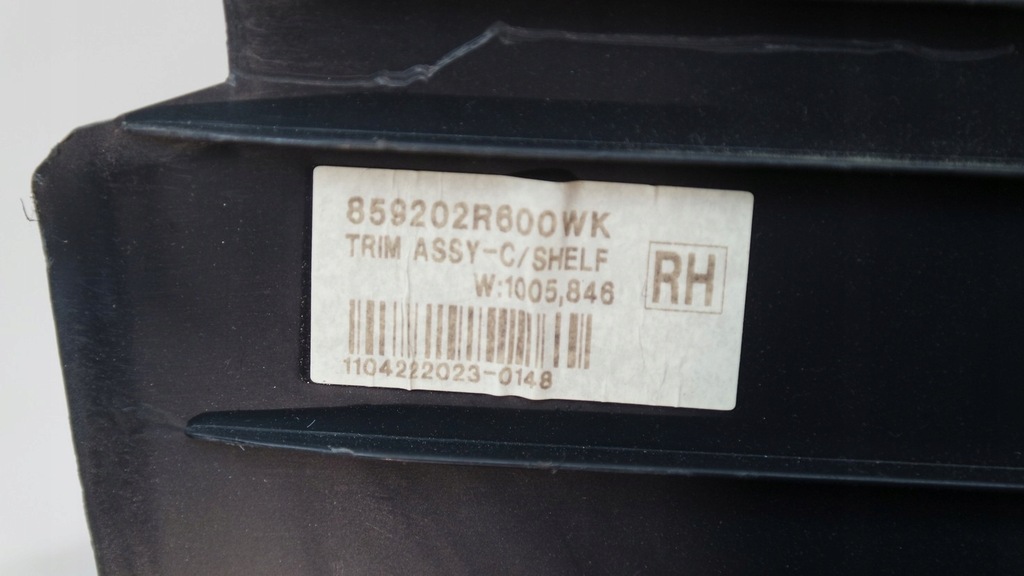 859202R600WK
TRIM ASSY-C/SHELF
W:1005,846
RH
1104222023-0148